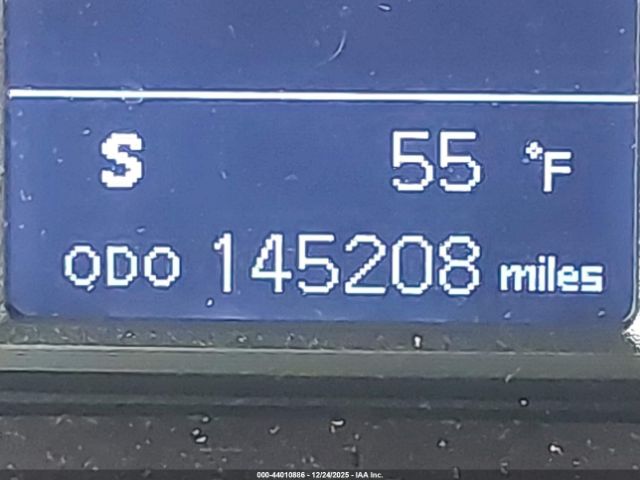 S 55 °F
ODO 145208 miles
000-44010886 - 12/24/2025 - IAA Inc.